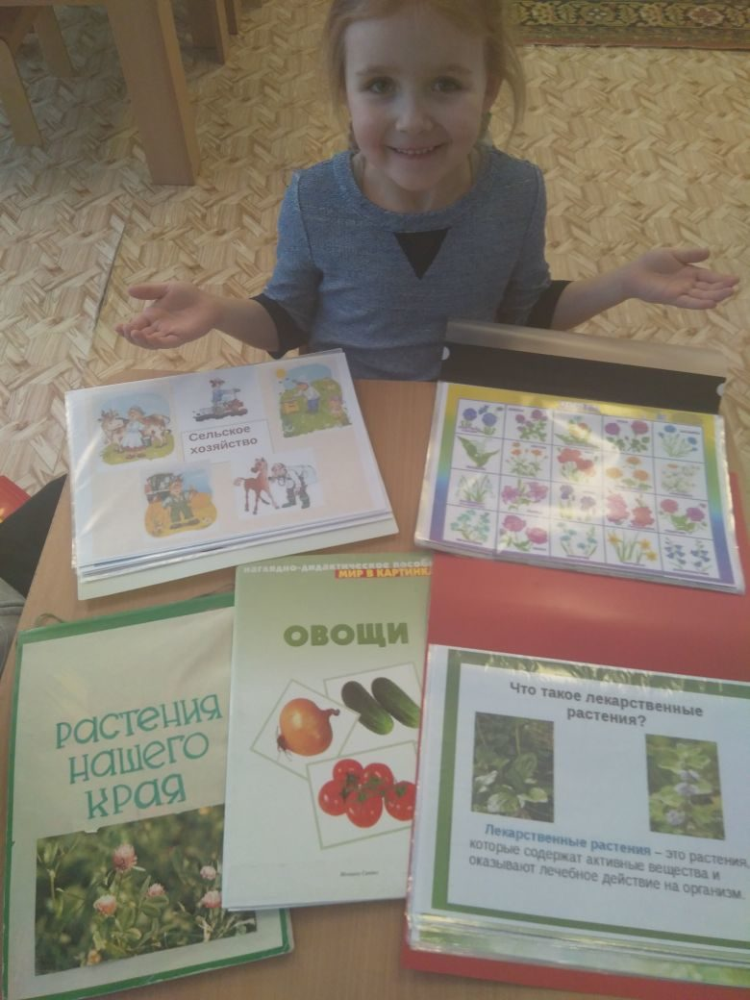 Сельское
хозяйство
наглядно-дидактическое пособие
МИР В КАРТИНКАХ
ОВОЩИ
РАСТЕНИЯ
НАШЕГО
КРАЯ
Что такое лекарственные
растения?
Лекарственные растения – это растения,
которые содержат активные вещества и
оказывают лечебное действие на организм.